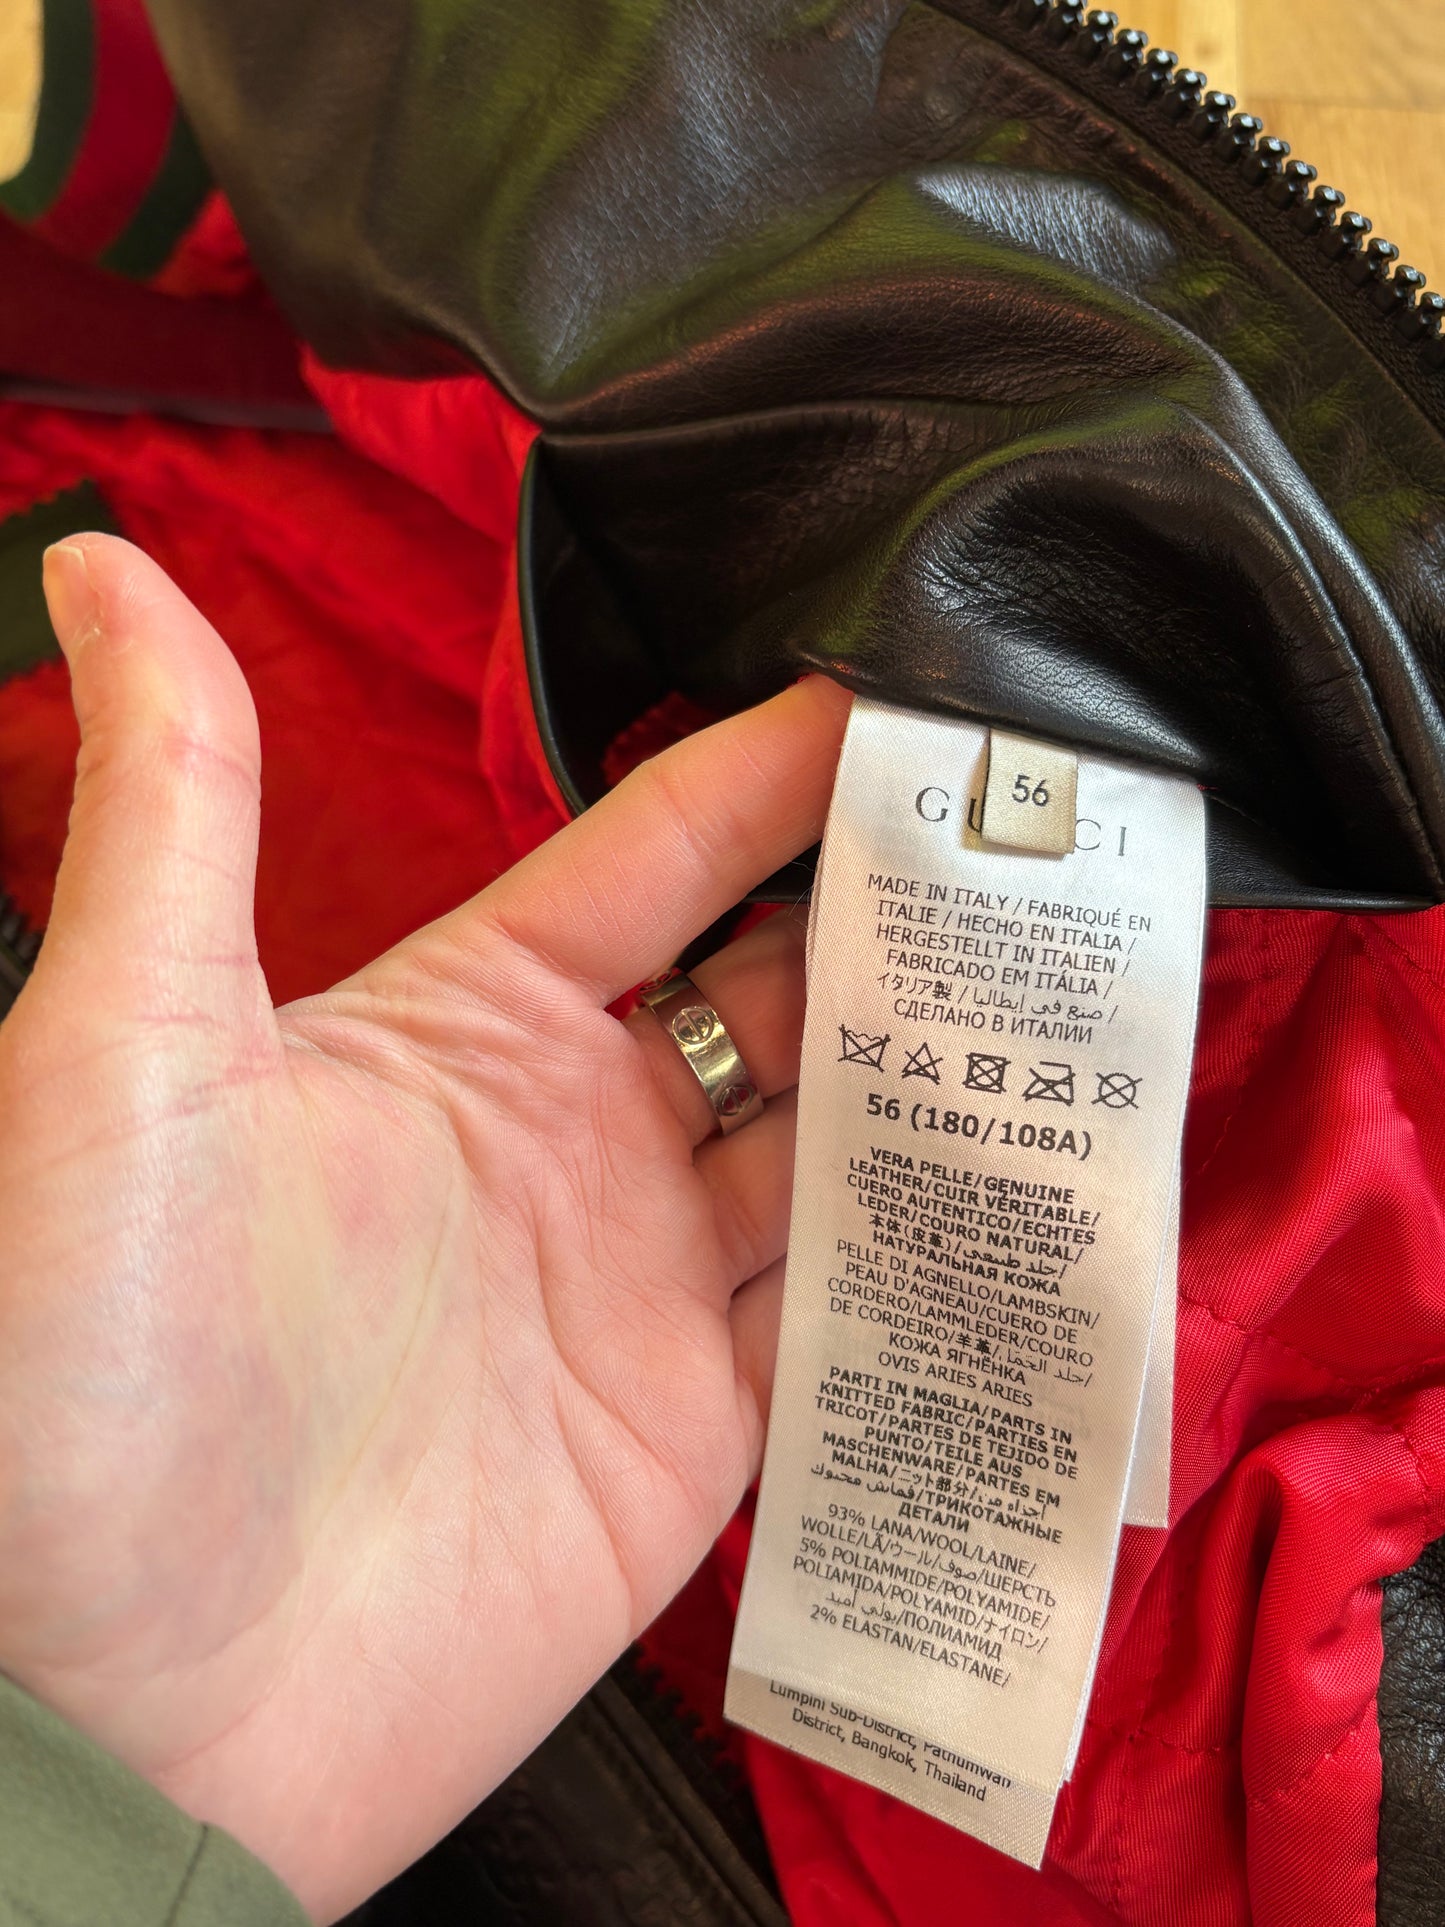 56
G CI
MADE IN ITALY / FABRIQUÉ EN
ITALIE / HECHO EN ITALIA /
HERGESTELLT IN ITALIEN /
FABRICADO EM ITÁLIA /
イタリア製 / صنع في إيطاليا /
СДЕЛАНО В ИТАЛИИ
56 (180/108A)
VERA PELLE/GENUINE
LEATHER/CUIR VÉRITABLE/
CUERO AUTENTICO/ECHTES
LEDER/COURO NATURAL/
本体(皮革)/جلد طبيعي/
НАТУРАЛЬНАЯ КОЖА
PELLE DI AGNELLO/LAMBSKIN/
PEAU D'AGNEAU/CUERO DE
CORDERO/LAMMLEDER/COURO
DE CORDEIRO/羊革/جلد الحَمَل/
КОЖА ЯГНЁНКА
OVIS ARIES ARIES
PARTI IN MAGLIA/PARTS IN
KNITTED FABRIC/PARTIES EN
TRICOT/PARTES DE TEJIDO DE
PUNTO/TEILE AUS
MASCHENWARE/PARTES EM
MALHA/ニット部分/أجزاء من
قماش محبوك/ТРИКОТАЖНЫЕ
ДЕТАЛИ
93% LANA/WOOL/LAINE/
WOLLE/LÃ/ウール/صوف/ШЕРСТЬ
5% POLIAMMIDE/POLYAMIDE/
POLIAMIDA/POLYAMID/ナイロン/
بولي أميد/ПОЛИАМИД
2% ELASTAN/ELASTANE/
Lumpini Sub-District, Pathumwan
District, Bangkok, Thailand